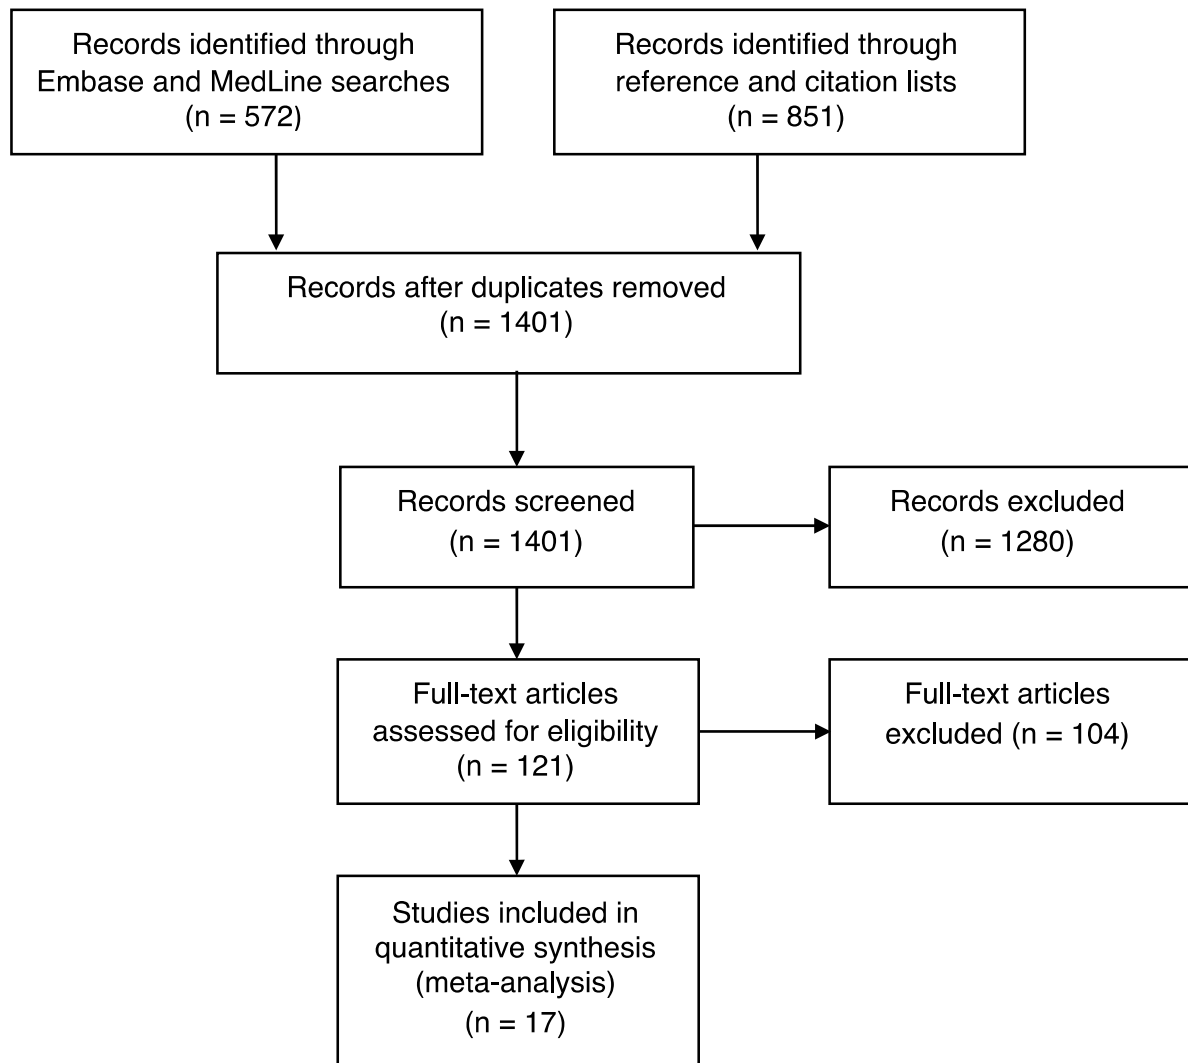 Records identified through
Embase and MedLine searches
(n = 572)
Records identified through
reference and citation lists
(n = 851)
Records after duplicates removed
(n = 1401)
Records screened
(n = 1401)
Records excluded
(n = 1280)
Full-text articles
assessed for eligibility
(n = 121)
Full-text articles
excluded (n = 104)
Studies included in
quantitative synthesis
(meta-analysis)
(n = 17)